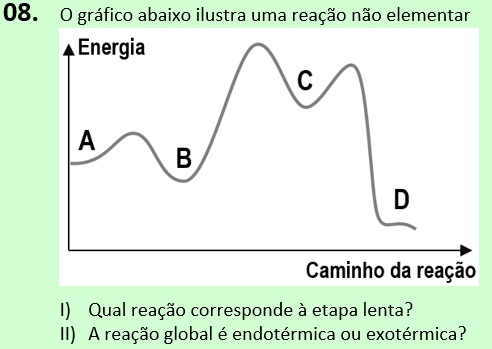 08. O gráfico abaixo ilustra uma reação não elementar
Energia
A
B
C
D
Caminho da reação
I) Qual reação corresponde à etapa lenta?
II) A reação global é endotérmica ou exotérmica?